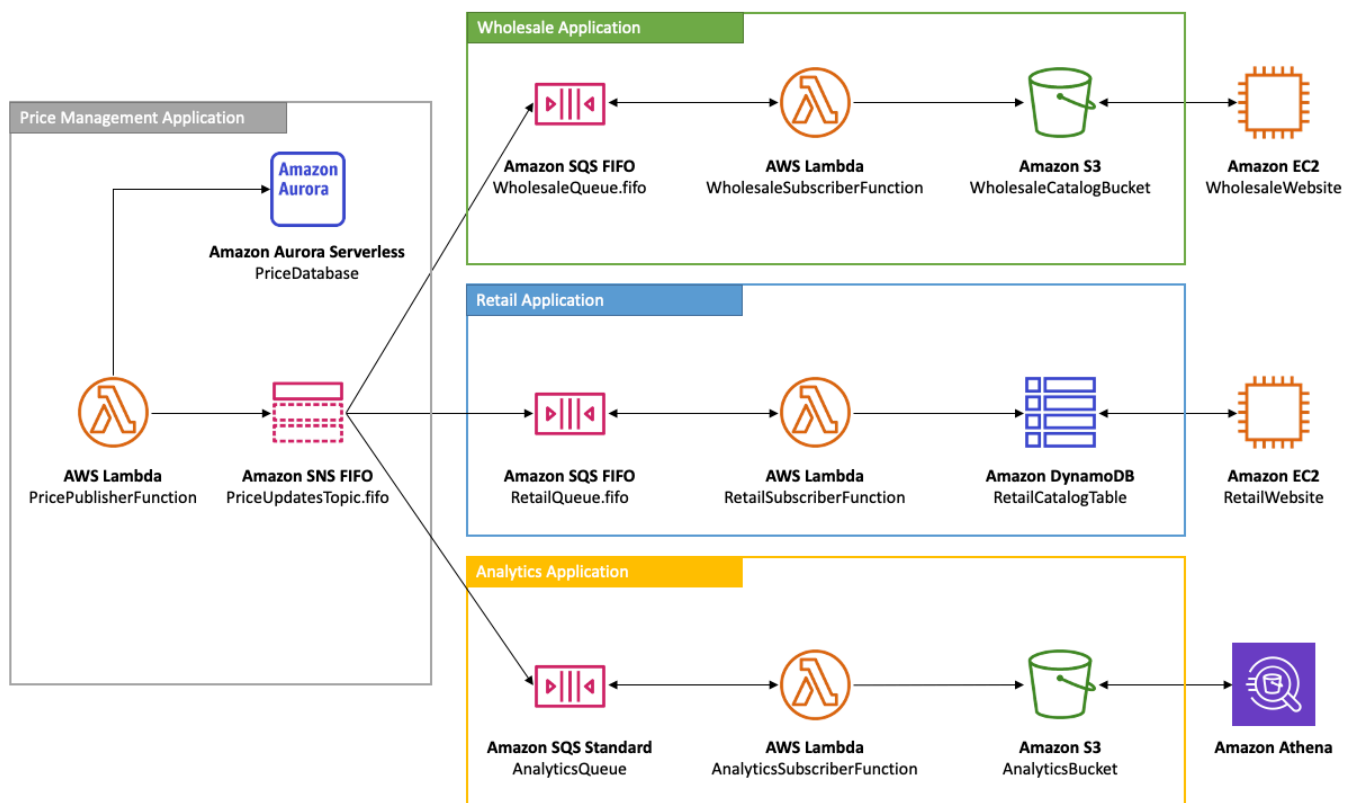 Wholesale Application
Amazon SQS FIFO
WholesaleQueue.fifo
AWS Lambda
WholesaleSubscriberFunction
Amazon S3
WholesaleCatalogBucket
Amazon EC2
WholesaleWebsite
Price Management Application
Amazon
Aurora
Amazon Aurora Serverless
PriceDatabase
AWS Lambda
PricePublisherFunction
Amazon SNS FIFO
PriceUpdatesTopic.fifo
Retail Application
Amazon SQS FIFO
RetailQueue.fifo
AWS Lambda
RetailSubscriberFunction
Amazon DynamoDB
RetailCatalogTable
Amazon EC2
RetailWebsite
Analytics Application
Amazon SQS Standard
AnalyticsQueue
AWS Lambda
AnalyticsSubscriberFunction
Amazon S3
AnalyticsBucket
Amazon Athena